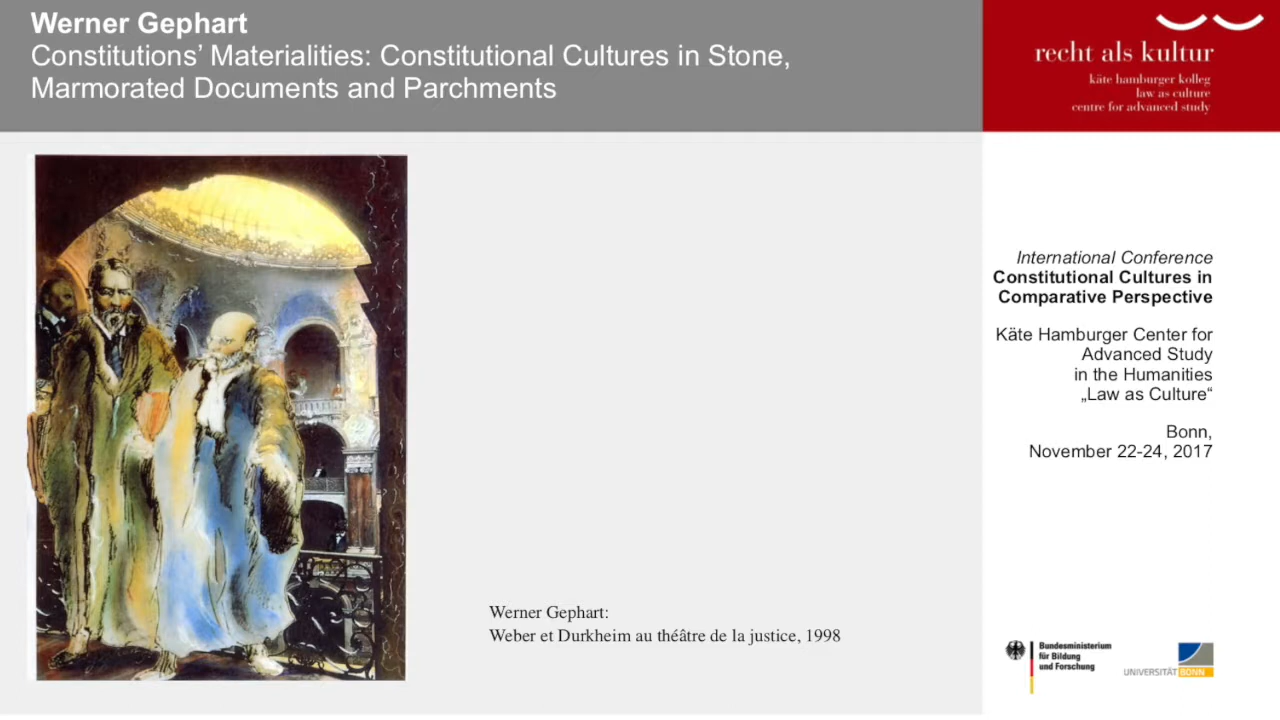 Werner Gephart
Constitutions’ Materialities: Constitutional Cultures in Stone,
Marmorated Documents and Parchments
recht als kultur
käte hamburger kolleg
law as culture
centre for advanced study
International Conference
Constitutional Cultures in
Comparative Perspective
Käte Hamburger Center for
Advanced Study
in the Humanities
„Law as Culture“
Bonn,
November 22-24, 2017
Werner Gephart:
Weber et Durkheim au théâtre de la justice, 1998
Bundesministerium
für Bildung
und Forschung
UNIVERSITÄT BONN